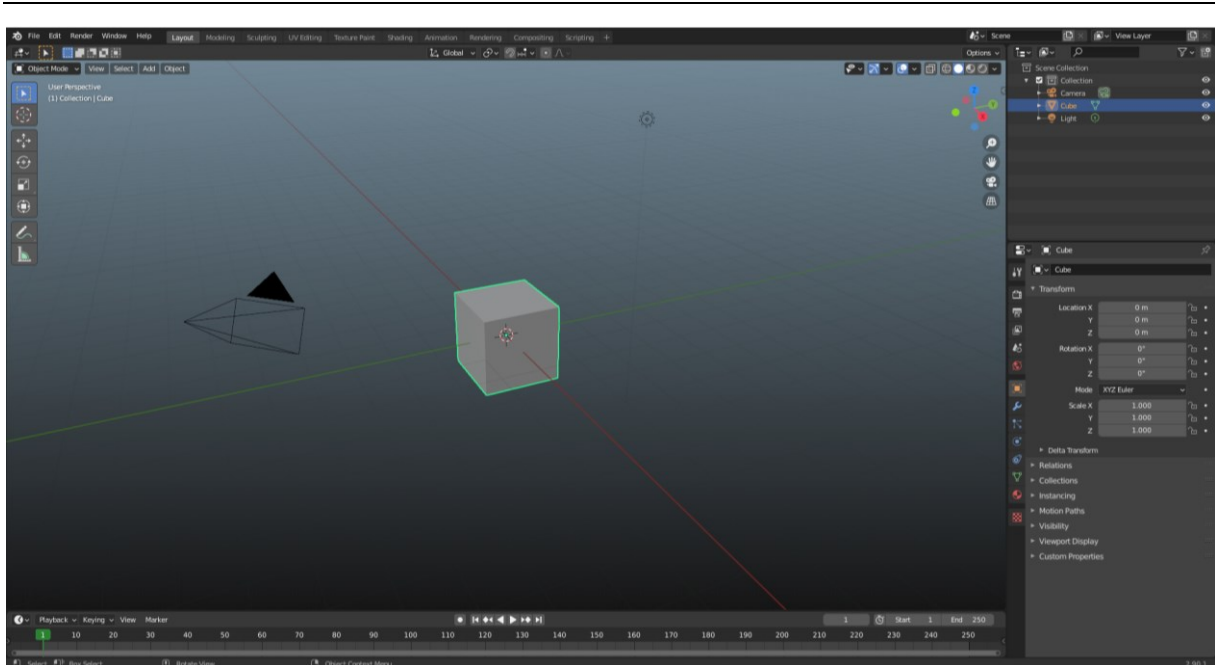 File Edit Render Window Help Layout Modeling Sculpting UV Editing Texture Paint Shading Animation Rendering Compositing Scripting + Scene View Layer
Global Options
Object Mode View Select Add Object
User Perspective
(1) Collection | Cube
Z
Y
X
Scene Collection
Collection
Camera
Cube
Light
Cube
Cube
Transform
Location X 0 m
Y 0 m
Z 0 m
Rotation X 0°
Y 0°
Z 0°
Mode XYZ Euler
Scale X 1.000
Y 1.000
Z 1.000
Delta Transform
Relations
Collections
Instancing
Motion Paths
Visibility
Viewport Display
Custom Properties
Playback Keying View Marker 1 Start 1 End 250
1 10 20 30 40 50 60 70 80 90 100 110 120 130 140 150 160 170 180 190 200 210 220 230 240 250
Select Box Select Rotate View Object Context Menu 2.90.1